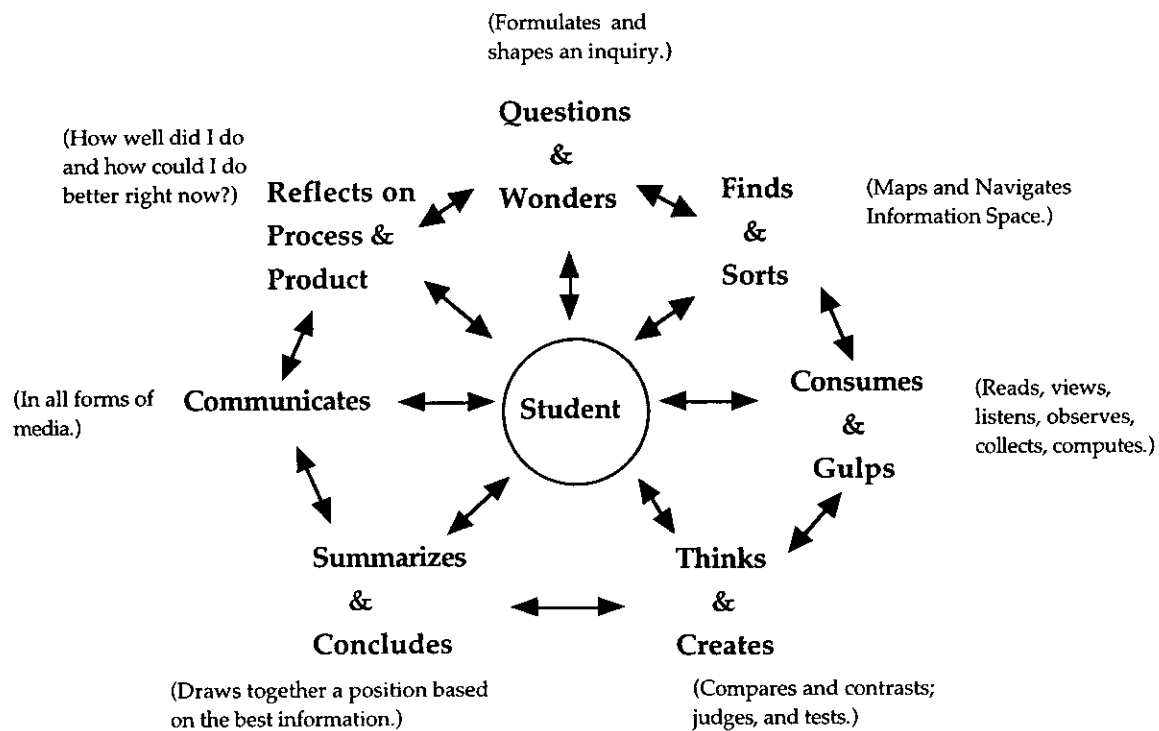 (Formulates and
shapes an inquiry.)
Questions
&
Wonders
(How well did I do
and how could I do
better right now?)
Reflects on
Process &
Product
Finds
&
Sorts
(Maps and Navigates
Information Space.)
Consumes
&
Gulps
(Reads, views,
listens, observes,
collects, computes.)
(In all forms of
media.)
Communicates
Student
Summarizes
&
Concludes
(Draws together a position based
on the best information.)
Thinks
&
Creates
(Compares and contrasts;
judges, and tests.)